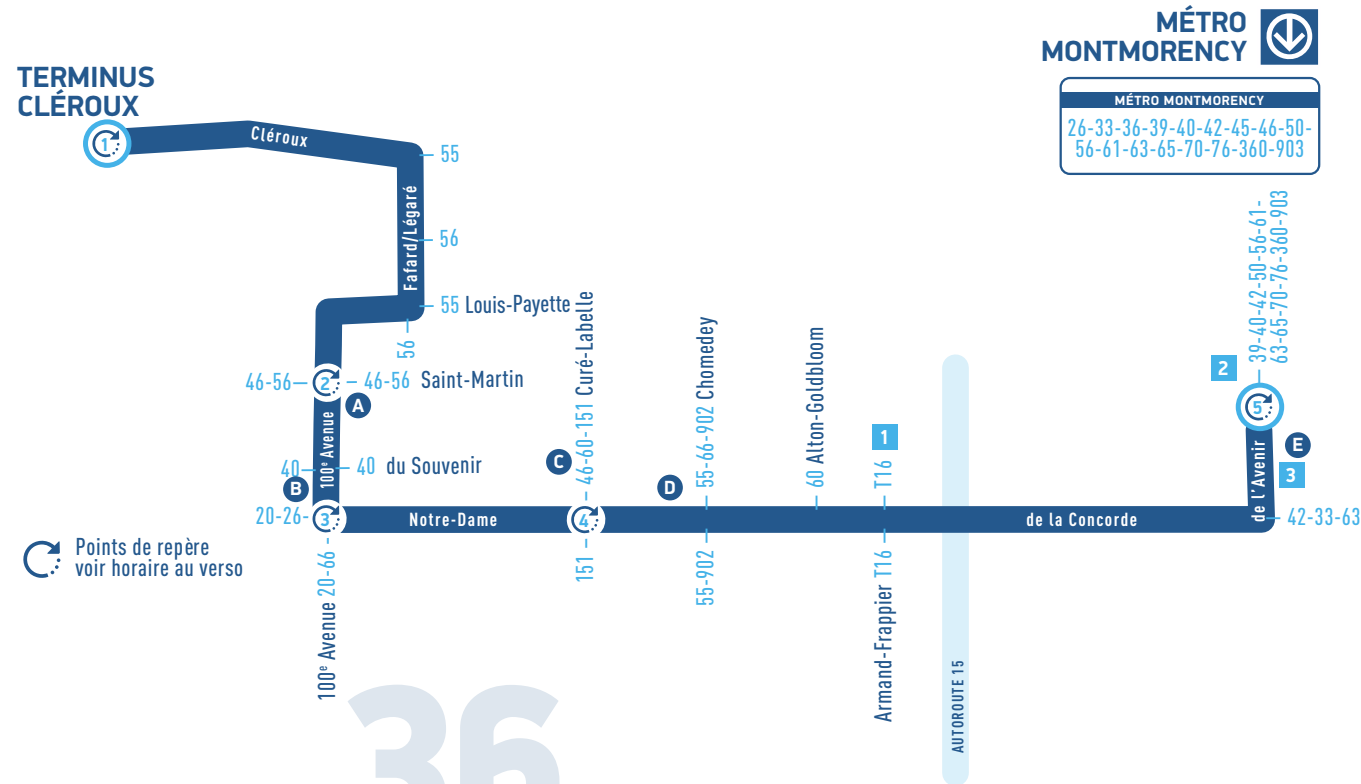 MÉTRO
MONTMORENCY
MÉTRO MONTMORENCY
26-33-36-39-40-42-45-46-50-
56-61-63-65-70-76-360-903
TERMINUS
CLÉROUX
1
Cléroux
55
Fafard/Légaré
56
55 Louis-Payette
56
46-56
2
46-56 Saint-Martin
A
100e Avenue
40
40 du Souvenir
B
20-26-
3
100e Avenue 20-66
Notre-Dame
C
46-60-151 Curé-Labelle
4
151
D
55-66-902 Chomedey
55-902
60 Alton-Goldbloom
1
T16
Armand-Frappier T16
AUTOROUTE 15
de la Concorde
39-40-42-50-56-61-
63-65-70-76-360-903
2
5
E
3
de l'Avenir
42-33-63
Points de repère
voir horaire au verso
36